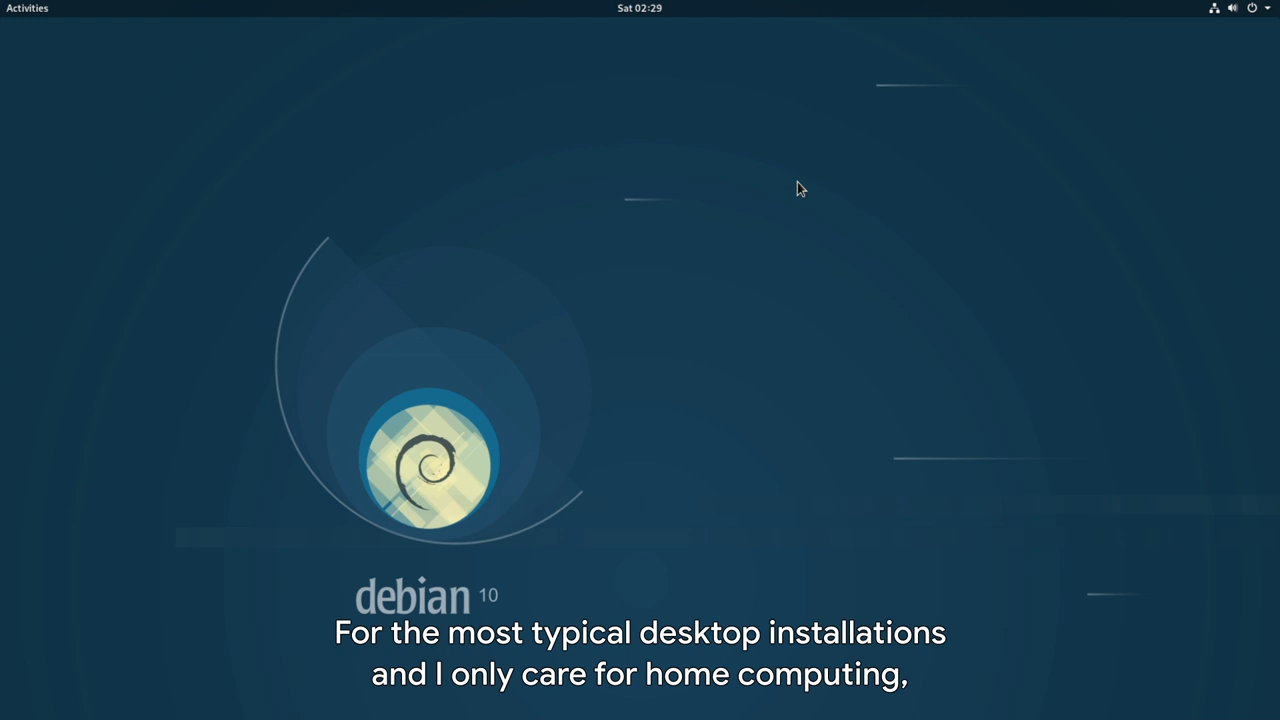 Activities
Sat 02:29
debian 10
For the most typical desktop installations
and I only care for home computing,